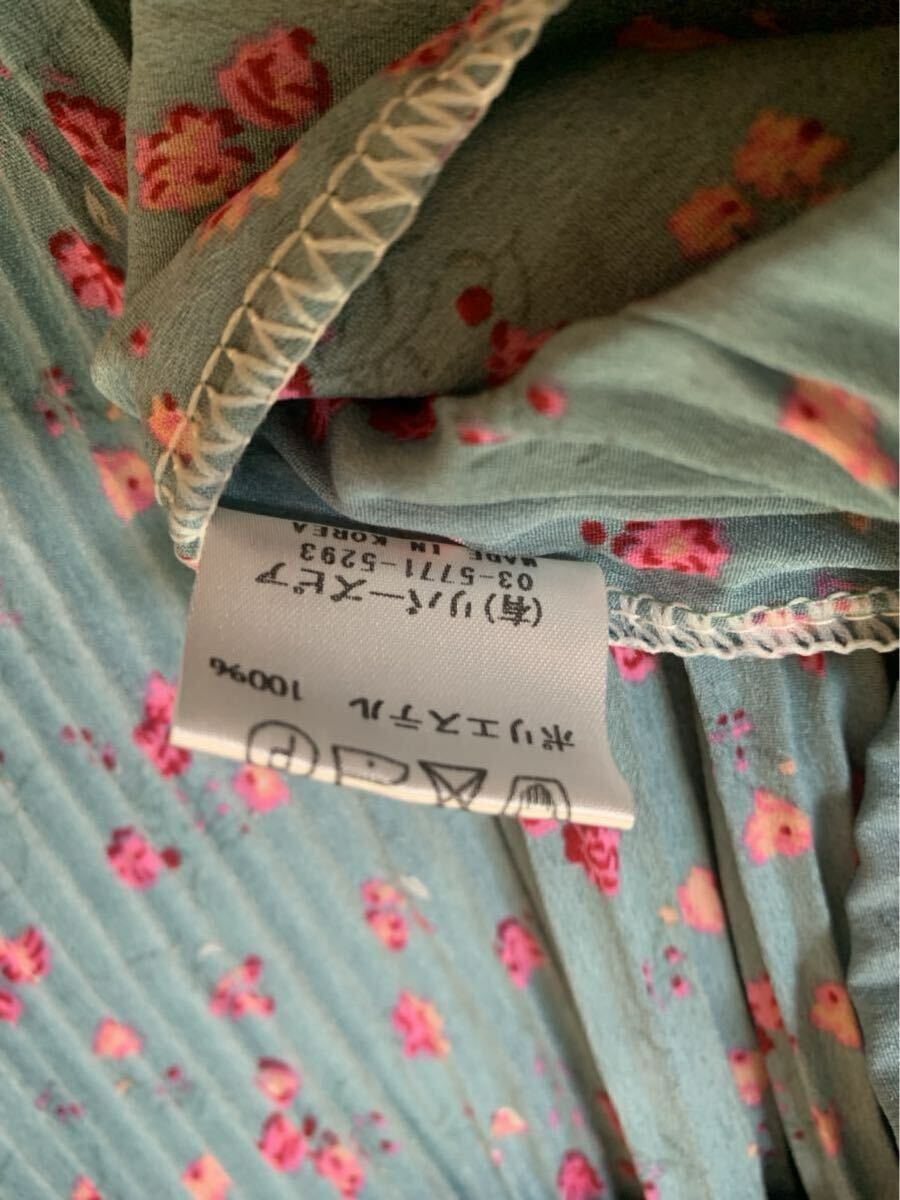 ポリエステル 100%
(有)リバースピア
03-5771-5293
MADE IN KOREA